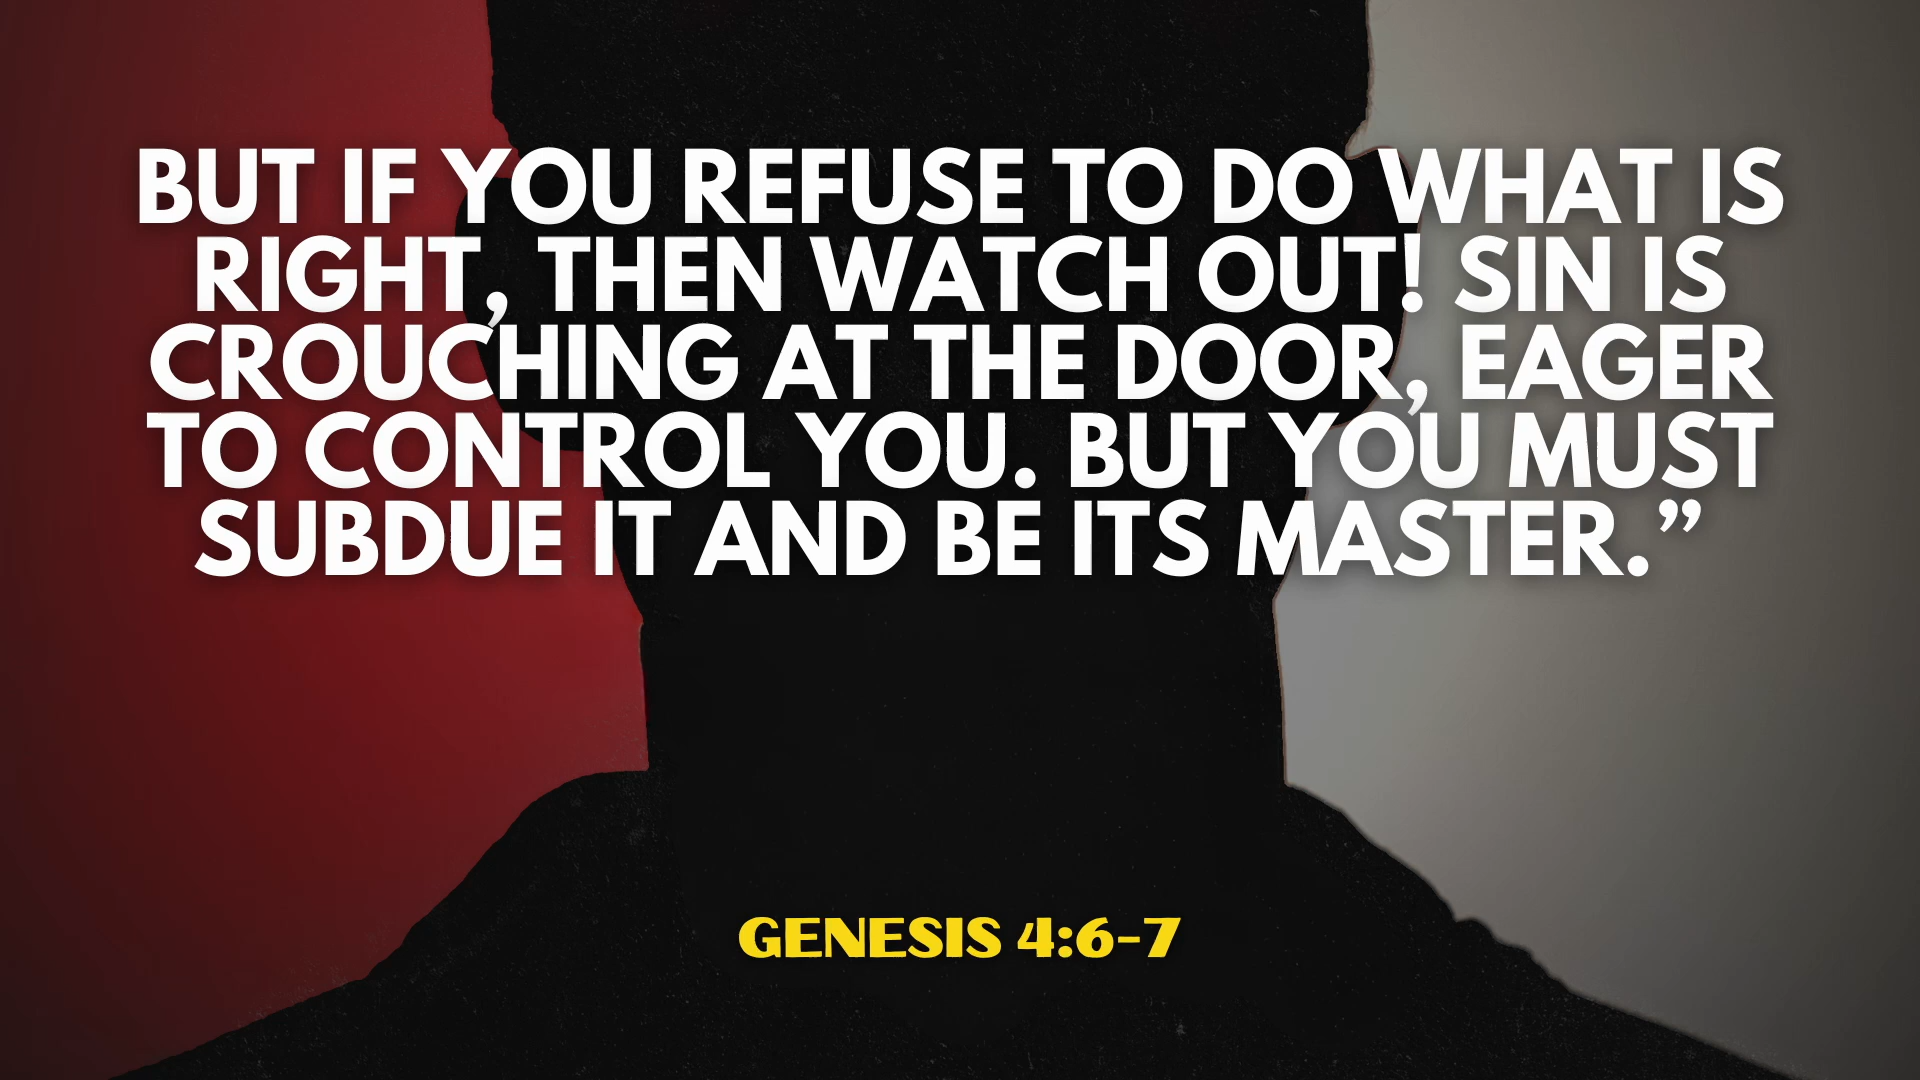 BUT IF YOU REFUSE TO DO WHAT IS
RIGHT, THEN WATCH OUT! SIN IS
CROUCHING AT THE DOOR, EAGER
TO CONTROL YOU. BUT YOU MUST
SUBDUE IT AND BE ITS MASTER.”
GENESIS 4:6-7